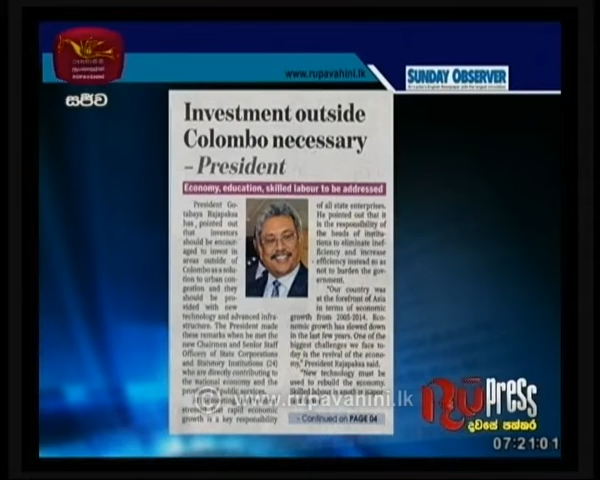 RUPAVAHINI
www.rupavahini.lk
SUNDAY OBSERVER
සජීව
Investment outside
Colombo necessary
– President
Economy, education, skilled labour to be addressed
President Go-
tabaya Rajapaksa
has pointed out
that investors
should be encour-
aged to invest in
areas outside of
Colombo as a solu-
tion to urban con-
gestion and they
should be pro-
vided with new
technology and advanced infra-
structure. The President made
these remarks when he met the
new Chairmen and Senior Staff
Officers of State Corporations
and Statutory Institutions (24)
who are directly contributing to
the national economy and the
public services.
rapid economic
growth is a key responsibility
of all state enterprises.
He pointed out that it
is the responsibility of
the heads of institu-
tions to eliminate inef-
ficiency and increase
efficiency instead so as
not to burden the gov-
ernment.
"Our country was
at the forefront of Asia
in terms of economic
growth from 2005-2014. Eco-
nomic growth has slowed down
in the last few years. One of the
biggest challenges we face to-
day is the revival of the econo-
my," President Rajapaksa said.
"New technology must be
used to rebuild the economy.
Skilled labour is
- Continued on PAGE 04
© www.rupavahini.lk
Rū press
දවසේ පත්තර
07:21:01